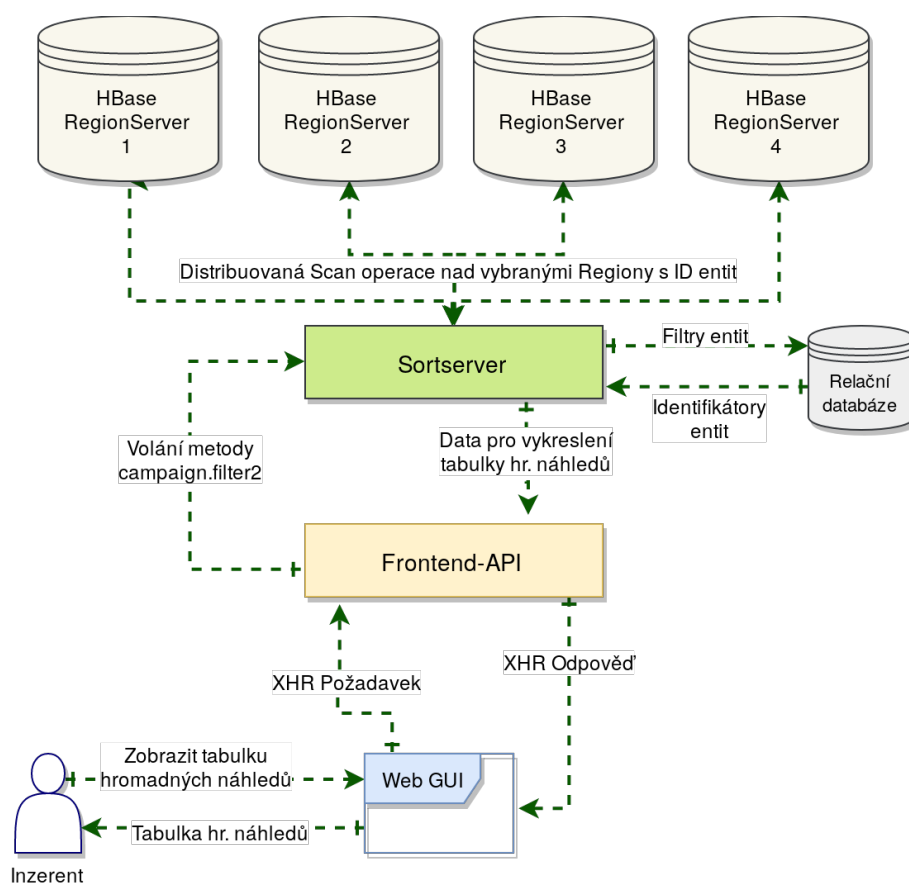 HBase
RegionServer
1
HBase
RegionServer
2
HBase
RegionServer
3
HBase
RegionServer
4
Distribuovaná Scan operace nad vybranými Regiony s ID entit
Sortserver
Filtry entit
Relační
databáze
Identifikátory
entit
Volání metody
campaign.filter2
Data pro vykreslení
tabulky hr. náhledů
Frontend-API
XHR Požadavek
XHR Odpověď
Zobrazit tabulku
hromadných náhledů
Web GUI
Tabulka hr. náhledů
Inzerent